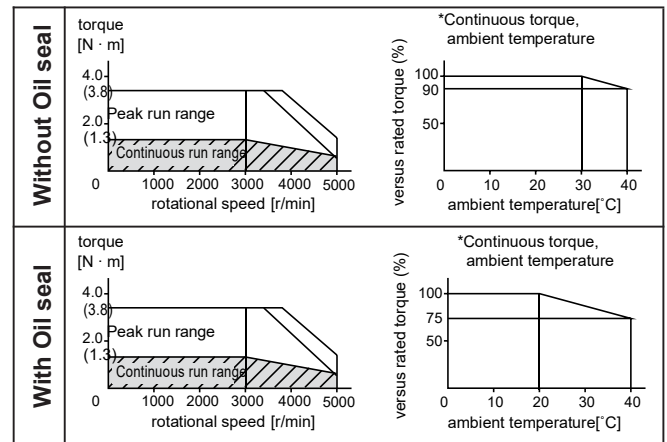 Without Oil seal
torque
[N · m]
4.0
(3.8)
Peak run range
2.0
(1.3)
Continuous run range
0 1000 2000 3000 4000 5000
rotational speed [r/min]
*Continuous torque,
ambient temperature
versus rated torque (%)
100
90
50
0 10 20 30 40
ambient temperature[˚C]
With Oil seal
torque
[N · m]
4.0
(3.8)
Peak run range
2.0
(1.3)
Continuous run range
0 1000 2000 3000 4000 5000
rotational speed [r/min]
*Continuous torque,
ambient temperature
versus rated torque (%)
100
75
50
0 10 20 30 40
ambient temperature[˚C]